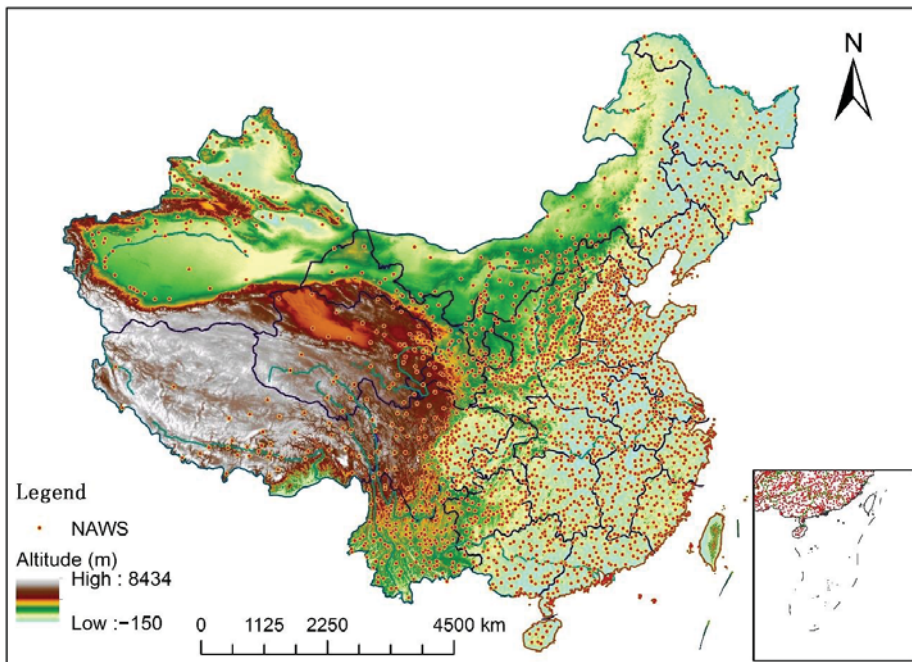 N
Legend
NAWS
Altitude (m)
High : 8434
Low :−150
0 1125 2250 4500 km